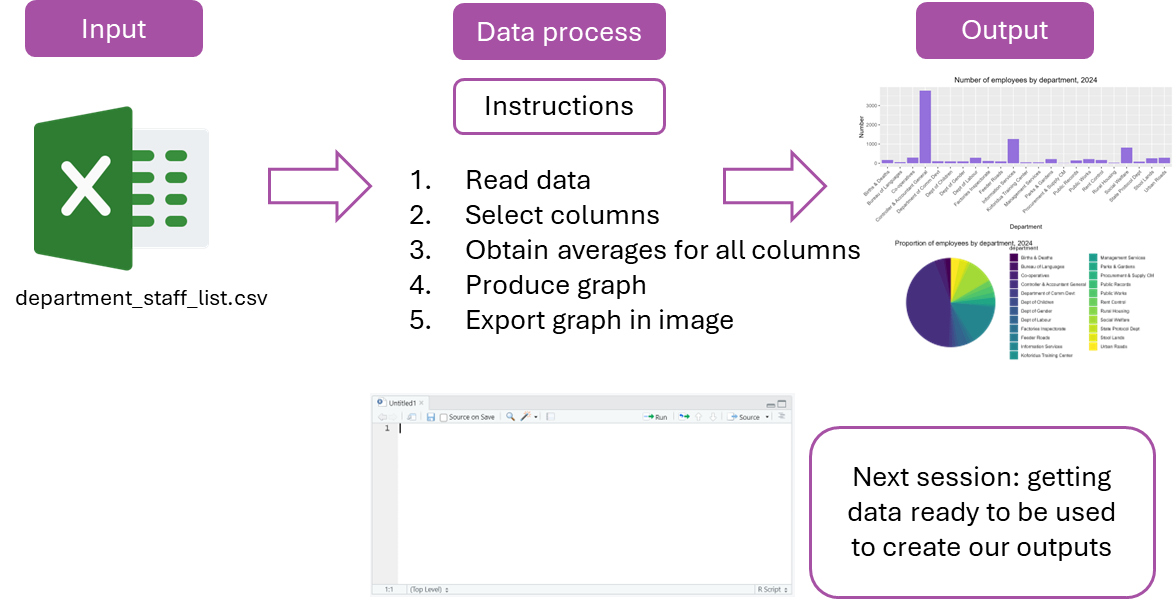 Input
Data process
Output
Instructions
department_staff_list.csv
1. Read data
2. Select columns
3. Obtain averages for all columns
4. Produce graph
5. Export graph in image
Number of employees by department, 2024
Number
3000
2000
1000
0
Births & Deaths
Bureau of Languages
Co-operatives
Controller & Accountant General
Department of Comm Devt
Dept of Children
Dept of Gender
Dept of Labour
Factories Inspectorate
Feeder Roads
Information Services
Koforidua Training Center
Management Services
Parks & Gardens
Procurement & Supply CM
Public Records
Public Works
Rent Control
Rural Housing
Social Welfare
State Protocol Dept
Stool Lands
Urban Roads
Department
Proportion of employees by department, 2024
department
Births & Deaths
Bureau of Languages
Co-operatives
Controller & Accountant General
Department of Comm Devt
Dept of Children
Dept of Gender
Dept of Labour
Factories Inspectorate
Feeder Roads
Information Services
Koforidua Training Center
Management Services
Parks & Gardens
Procurement & Supply CM
Public Records
Public Works
Rent Control
Rural Housing
Social Welfare
State Protocol Dept
Stool Lands
Urban Roads
Untitled1
Source on Save
Run
Source
1
1:1
(Top Level)
R Script
Next session: getting
data ready to be used
to create our outputs